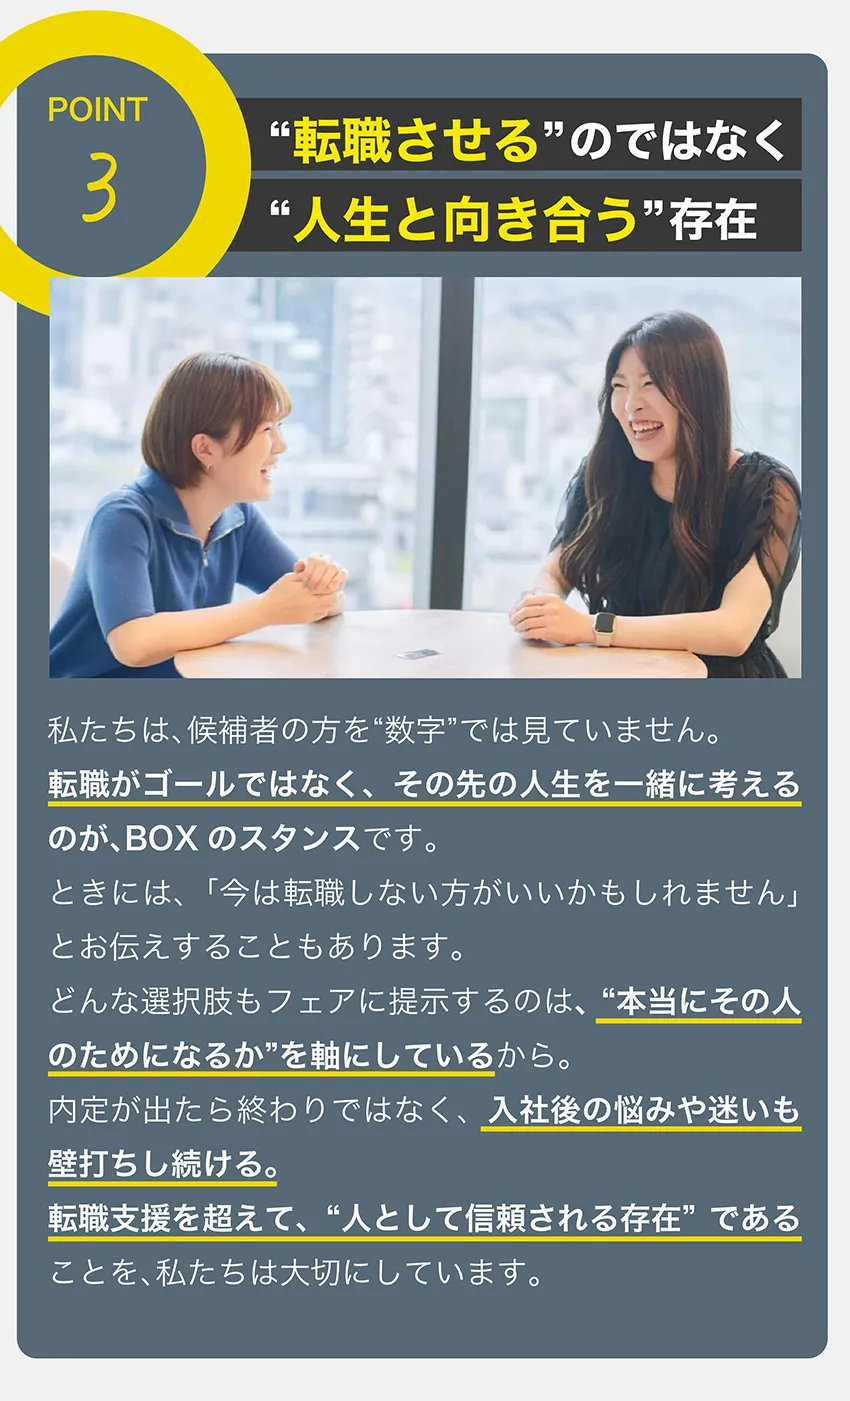 POINT
3
“転職させる”のではなく
“人生と向き合う”存在
私たちは、候補者の方を“数字”では見ていません。
転職がゴールではなく、その先の人生を一緒に考える
のが、BOX のスタンスです。
ときには、「今は転職しない方がいいかもしれません」
とお伝えすることもあります。
どんな選択肢もフェアに提示するのは、“本当にその人
のためになるか”を軸にしているから。
内定が出たら終わりではなく、入社後の悩みや迷いも
壁打ちし続ける。
転職支援を超えて、“人として信頼される存在” である
ことを、私たちは大切にしています。